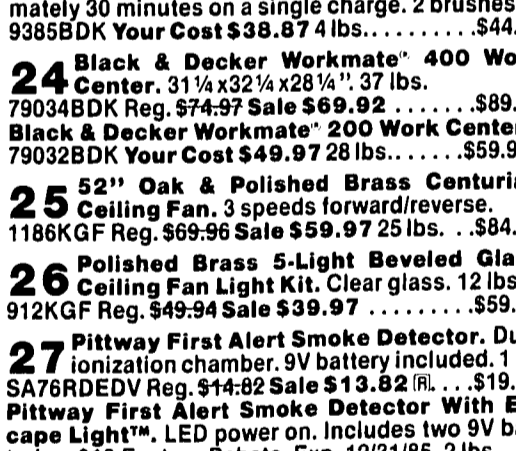 mately 30 minutes on a single charge. 2 brushes
9385BDK Your Cost $38.87 4 lbs..........$44.
24 Black & Decker Workmate™ 400 Wo
Center. 31¼x32¼x28¼". 37 lbs.
79034BDK Reg. $74.97 Sale $69.92 .......$89.
Black & Decker Workmate™ 200 Work Center
79032BDK Your Cost $49.97 28 lbs.......$59.9
25 52" Oak & Polished Brass Centuri
Ceiling Fan. 3 speeds forward/reverse.
1186KGF Reg. $69.96 Sale $59.97 25 lbs. ..$84.
26 Polished Brass 5-Light Beveled Gla
Ceiling Fan Light Kit. Clear glass. 12 lbs
912KGF Reg. $49.94 Sale $39.97 .........$59.
27 Pittway First Alert Smoke Detector. Du
ionization chamber. 9V battery included. 1
SA76RDEDV Reg. $14.82 Sale $13.82 R....$19.
Pittway First Alert Smoke Detector With E
cape Light™. LED power on. Includes two 9V b